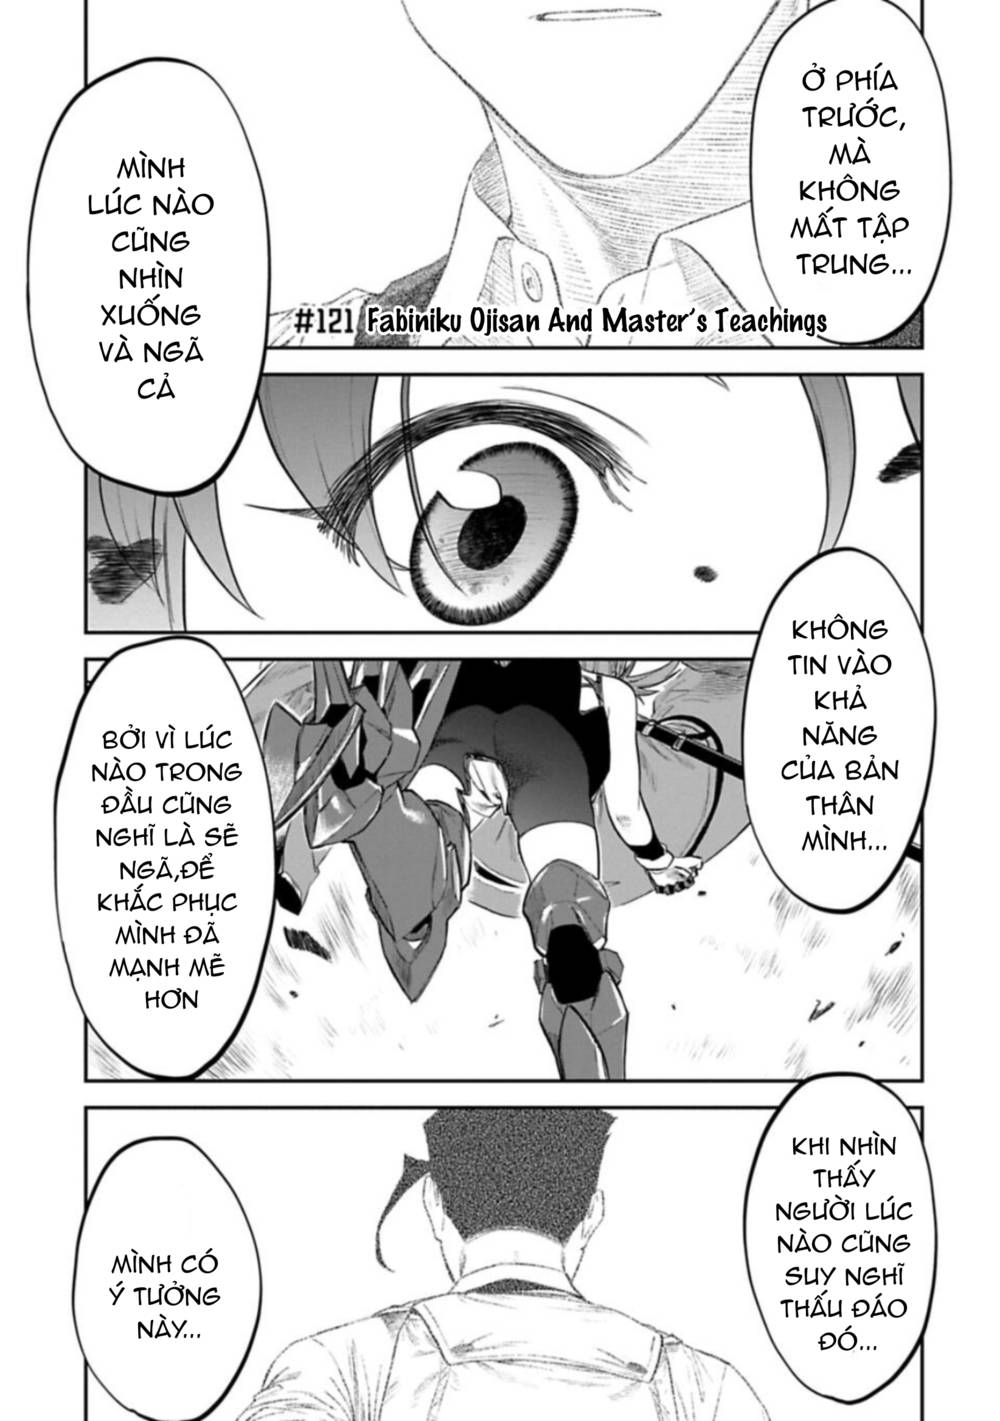 Ở PHÍA
TRƯỚC,
MÀ
KHÔNG
MẤT TẬP
TRUNG...
MÌNH
LÚC NÀO
CŨNG
NHÌN
XUỐNG
VÀ NGÃ
CẢ
#121 Fabiniku Ojisan And Master's Teachings
KHÔNG
TIN VÀO
KHẢ
NĂNG
CỦA BẢN
THÂN
MÌNH...
BỞI VÌ LÚC
NÀO TRONG
ĐẦU CŨNG
NGHĨ LÀ SẼ
NGÃ,ĐỂ
KHẮC PHỤC
MÌNH ĐÃ
MẠNH MẼ
HƠN
KHI NHÌN
THẤY
NGƯỜI LÚC
NÀO CŨNG
SUY NGHĨ
THẤU ĐÁO
ĐÓ...
MÌNH CÓ
Ý TƯỞNG
NÀY...